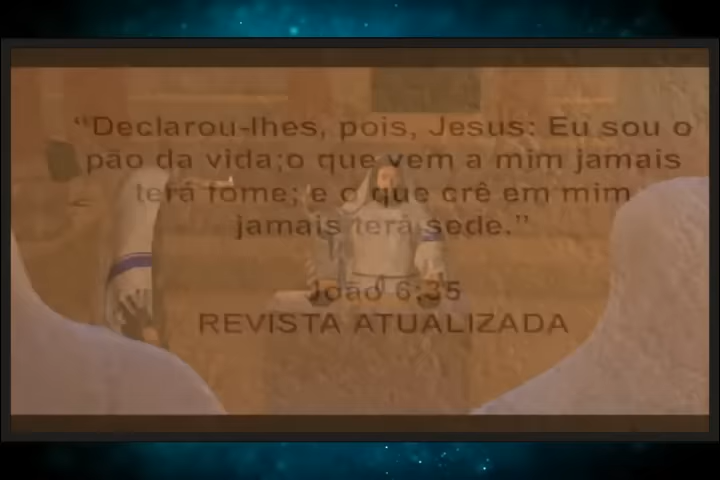 “Declarou-lhes, pois, Jesus: Eu sou o
pão da vida;o que vem a mim jamais
terá fome; e o que crê em mim
jamais terá sede.”
João 6:35
REVISTA ATUALIZADA